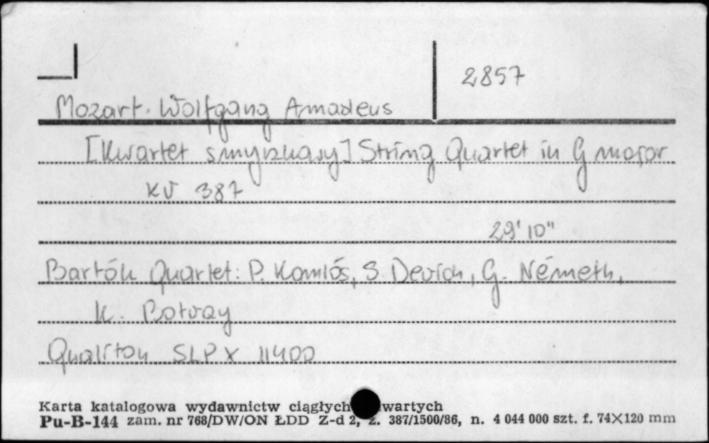 2857
Mozart. Wolfgang Amadeus
[Kwartet smyczkowy] String Quartet in G major
KV 387
29'10"
Bartók Quartet: P. Komlós, S. Devich, G. Németh,
K. Botvay
Qualiton SLPX 11400
Karta katalogowa wydawnictw ciągłych wartych
Pu-B-144 zam. nr 768/DW/ON ŁDD Z-d 2, z. 387/1500/86, n. 4 044 000 szt. f. 74×120 mm